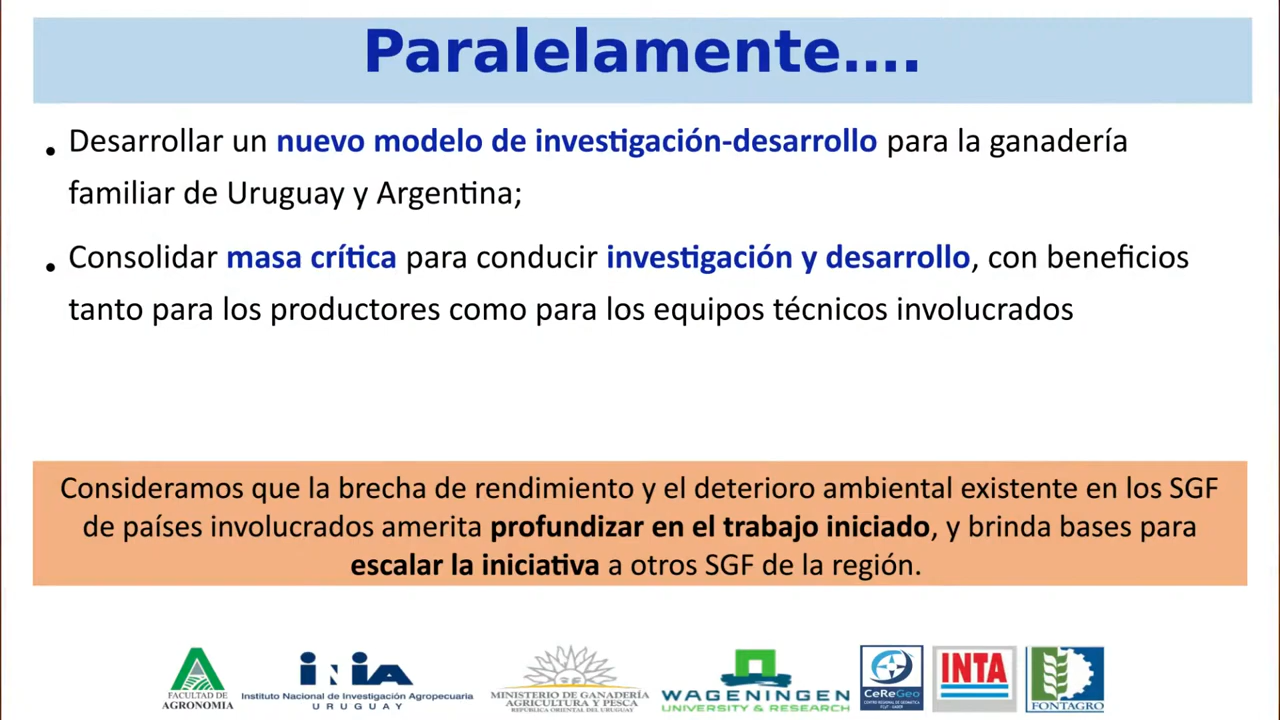 Paralelamente....
• Desarrollar un nuevo modelo de investigación-desarrollo para la ganadería
familiar de Uruguay y Argentina;
• Consolidar masa crítica para conducir investigación y desarrollo, con beneficios
tanto para los productores como para los equipos técnicos involucrados
Consideramos que la brecha de rendimiento y el deterioro ambiental existente en los SGF
de países involucrados amerita profundizar en el trabajo iniciado, y brinda bases para
escalar la iniciativa a otros SGF de la región.
FACULTAD DE
AGRONOMIA
inia
Instituto Nacional de Investigación Agropecuaria
URUGUAY
MINISTERIO DE GANADERÍA
AGRICULTURA Y PESCA
REPÚBLICA ORIENTAL DEL URUGUAY
WAGENINGEN
UNIVERSITY & RESEARCH
CeReGeo
CENTRO REGIONAL DE GEOMATICA
INTA
FONTAGRO